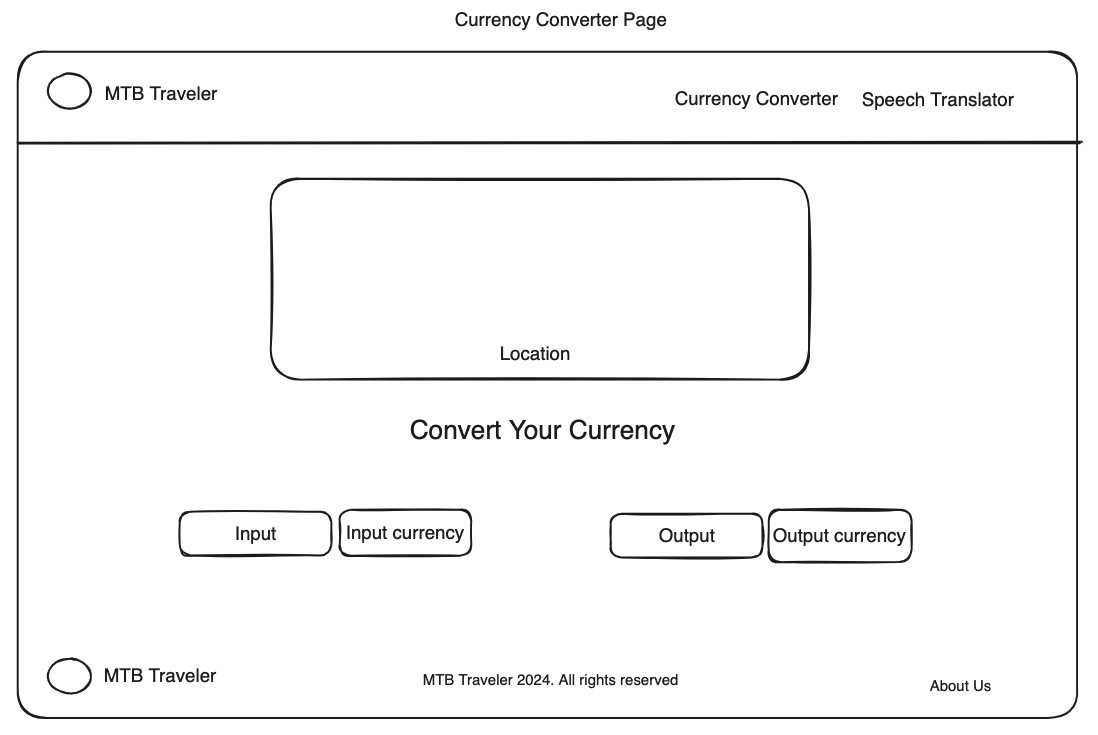 Currency Converter Page
MTB Traveler
Currency Converter
Speech Translator
Location
Convert Your Currency
Input
Input currency
Output
Output currency
MTB Traveler
MTB Traveler 2024. All rights reserved
About Us